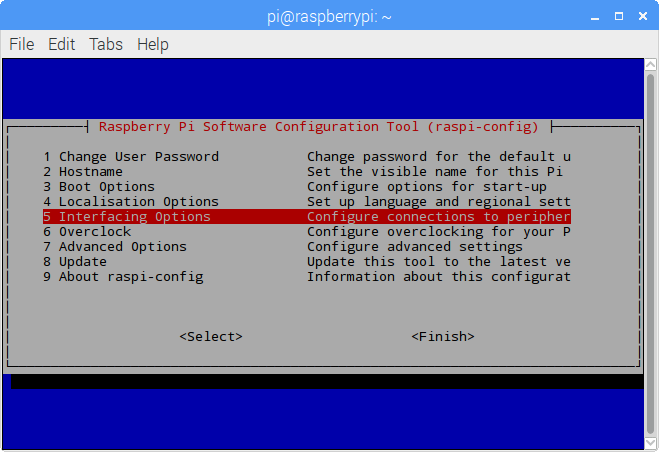 pi@raspberrypi: ~
File Edit Tabs Help
Raspberry Pi Software Configuration Tool (raspi-config)
1 Change User Password Change password for the default u
2 Hostname Set the visible name for this Pi
3 Boot Options Configure options for start-up
4 Localisation Options Set up language and regional sett
5 Interfacing Options Configure connections to peripher
6 Overclock Configure overclocking for your P
7 Advanced Options Configure advanced settings
8 Update Update this tool to the latest ve
9 About raspi-config Information about this configurat
<Select> <Finish>